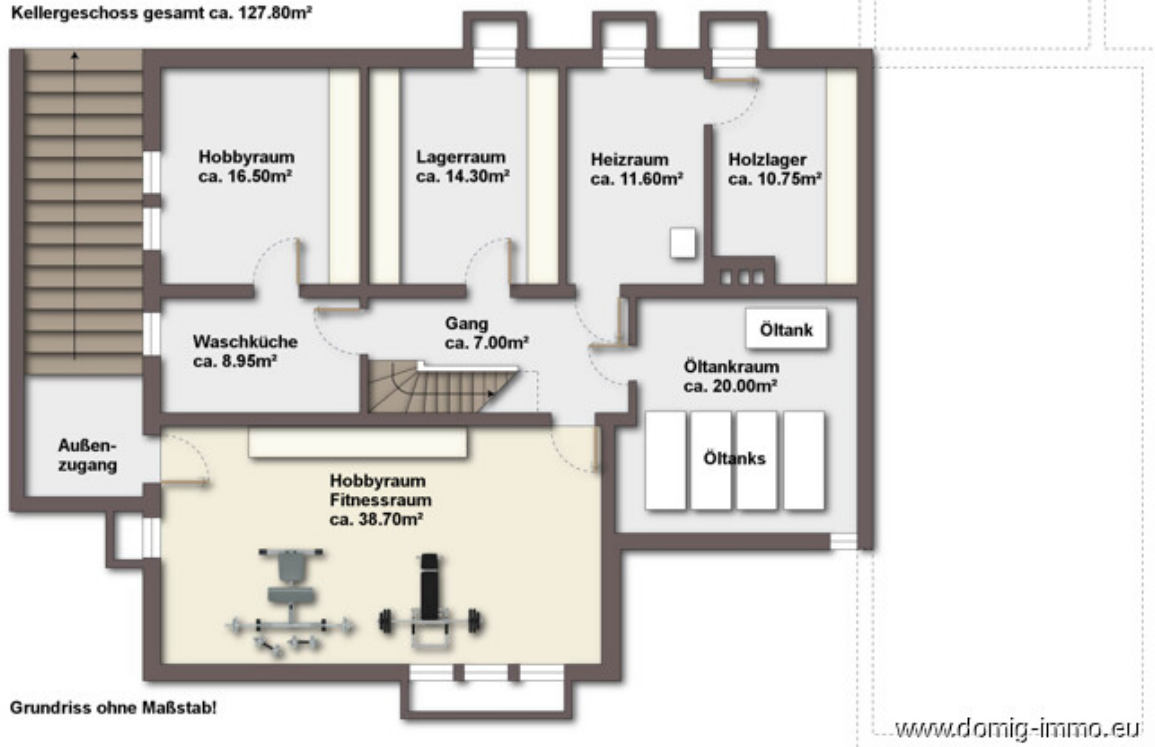 Kellergeschoss gesamt ca. 127.80m²
Hobbyraum
ca. 16.50m²
Lagerraum
ca. 14.30m²
Heizraum
ca. 11.60m²
Holzlager
ca. 10.75m²
Waschküche
ca. 8.95m²
Gang
ca. 7.00m²
Öltank
Öltankraum
ca. 20.00m²
Öltanks
Außen-
zugang
Hobbyraum
Fitnessraum
ca. 38.70m²
Grundriss ohne Maßstab!
www.domig-immo.eu